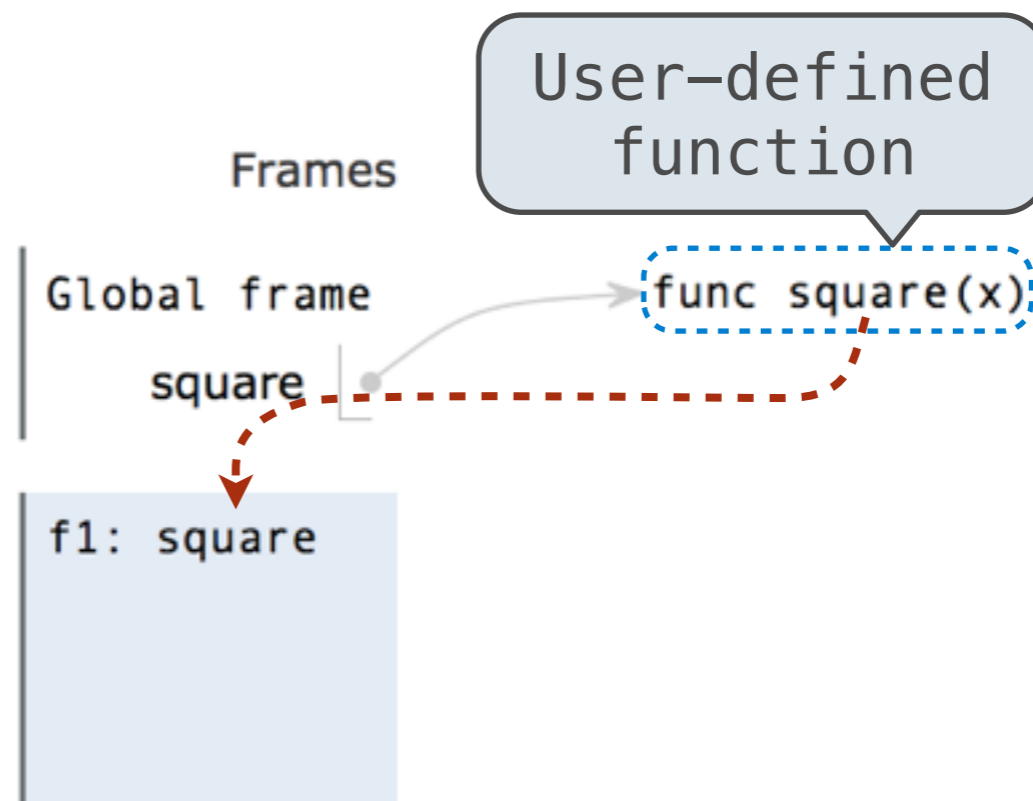 User-defined
function
Frames
Global frame
func square(x)
square
f1: square